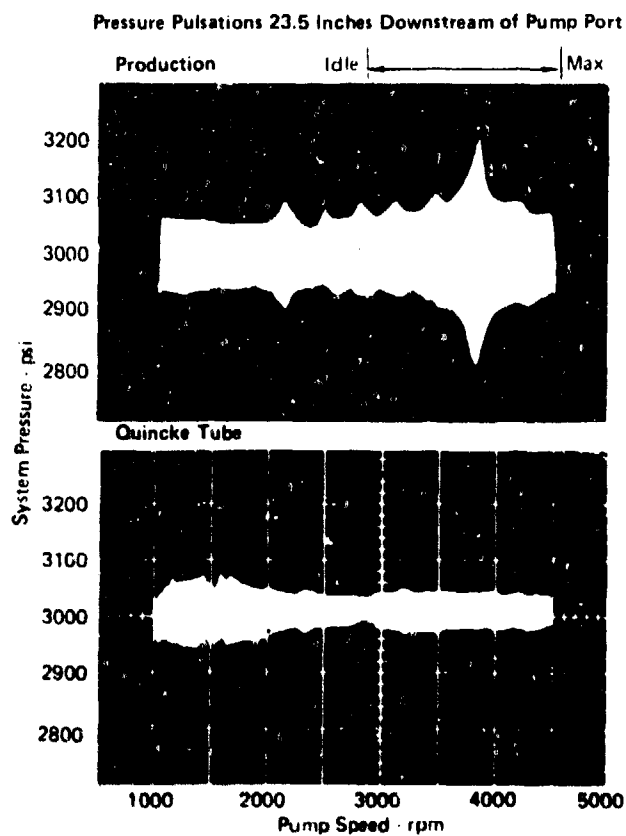 Pressure Pulsations 23.5 Inches Downstream of Pump Port
Production Idle Max
3200
3100
3000
2900
2800
System Pressure - psi
Quincke Tube
3200
3100
3000
2900
2800
1000 2000 3000 4000 5000
Pump Speed - rpm